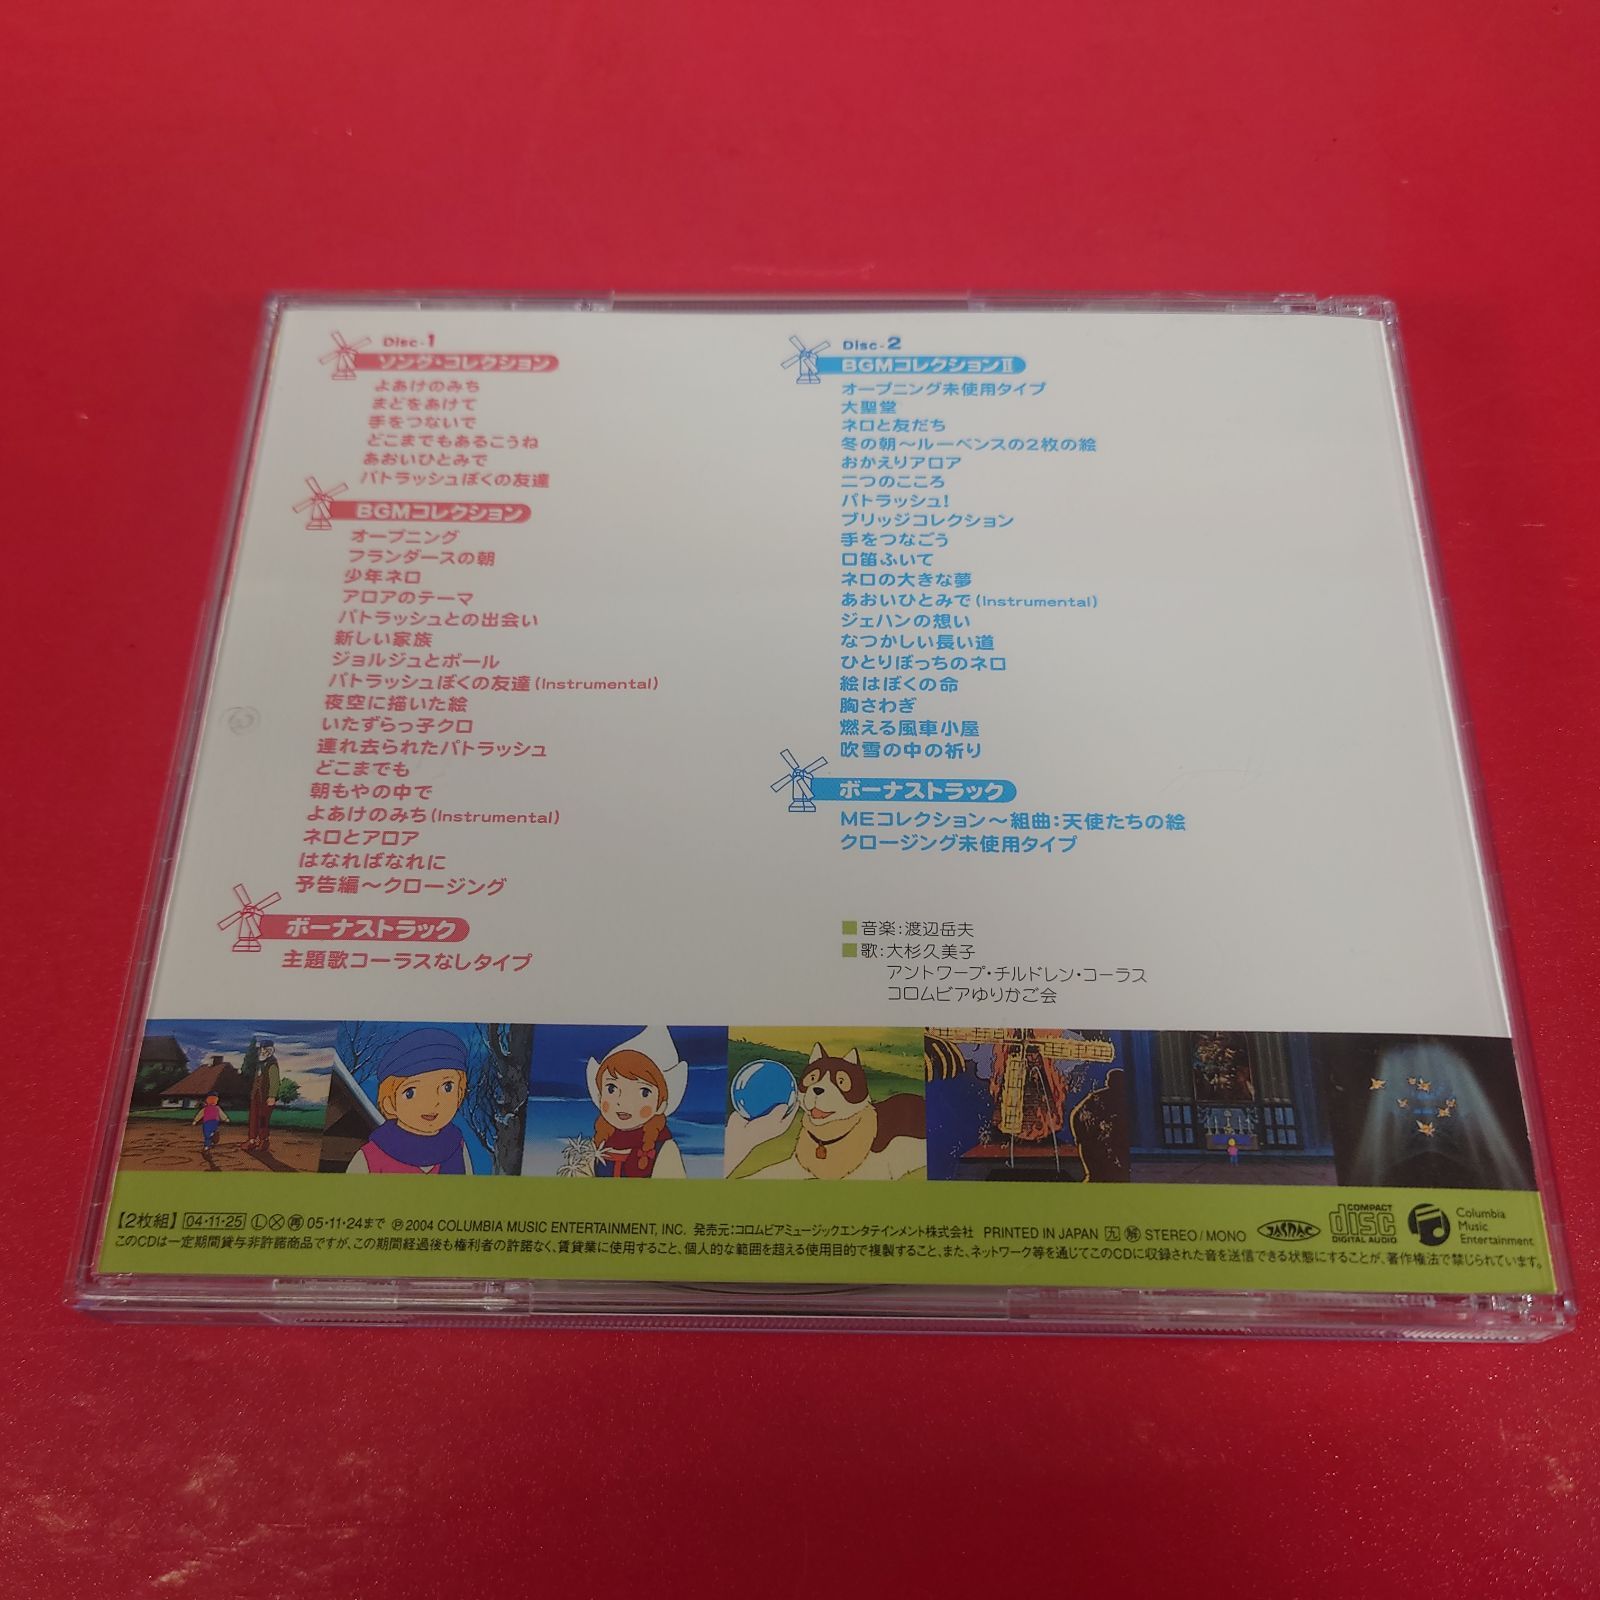 Disc-1
ソング・コレクション
よあけのみち
まどをあけて
手をつないで
どこまでもあるこうね
あおいひとみで
パトラッシュぼくの友達
BGMコレクション
オープニング
フランダースの朝
少年ネロ
アロアのテーマ
パトラッシュとの出会い
新しい家族
ジョルジュとポール
パトラッシュぼくの友達(Instrumental)
夜空に描いた絵
いたずらっ子クロ
連れ去られたパトラッシュ
どこまでも
朝もやの中で
よあけのみち(Instrumental)
ネロとアロア
はなればなれに
予告編～クロージング
ボーナストラック
主題歌コーラスなしタイプ
Disc-2
BGMコレクションⅡ
オープニング未使用タイプ
大聖堂
ネロと友だち
冬の朝～ルーベンスの2枚の絵
おかえりアロア
二つのこころ
パトラッシュ!
ブリッジコレクション
手をつなごう
口笛ふいて
ネロの大きな夢
あおいひとみで(Instrumental)
ジェハンの想い
なつかしい長い道
ひとりぼっちのネロ
絵はぼくの命
胸さわぎ
燃える風車小屋
吹雪の中の祈り
ボーナストラック
MEコレクション～組曲:天使たちの絵
クロージング未使用タイプ
■音楽:渡辺岳夫
■歌:大杉久美子
アントワープ・チルドレン・コーラス
コロムビアゆりかご会
【2枚組】 04・11・25 Ⓛ Ⓧ 再 05・11・24まで ℗ 2004 COLUMBIA MUSIC ENTERTAINMENT, INC. 発売元:コロムビアミュージックエンタテインメント株式会社 PRINTED IN JAPAN 九 解 STEREO/MONO
JASRAC
COMPACT
disc
DIGITAL AUDIO
Columbia
Music
Entertainment
このCDは一定期間貸与非許諾商品ですが、この期間経過後も権利者の許諾なく、賃貸業に使用すること、個人的な範囲を超える使用目的で複製すること、また、ネットワーク等を通じてこのCDに収録された音を送信できる状態にすることが、著作権法で禁じられています。